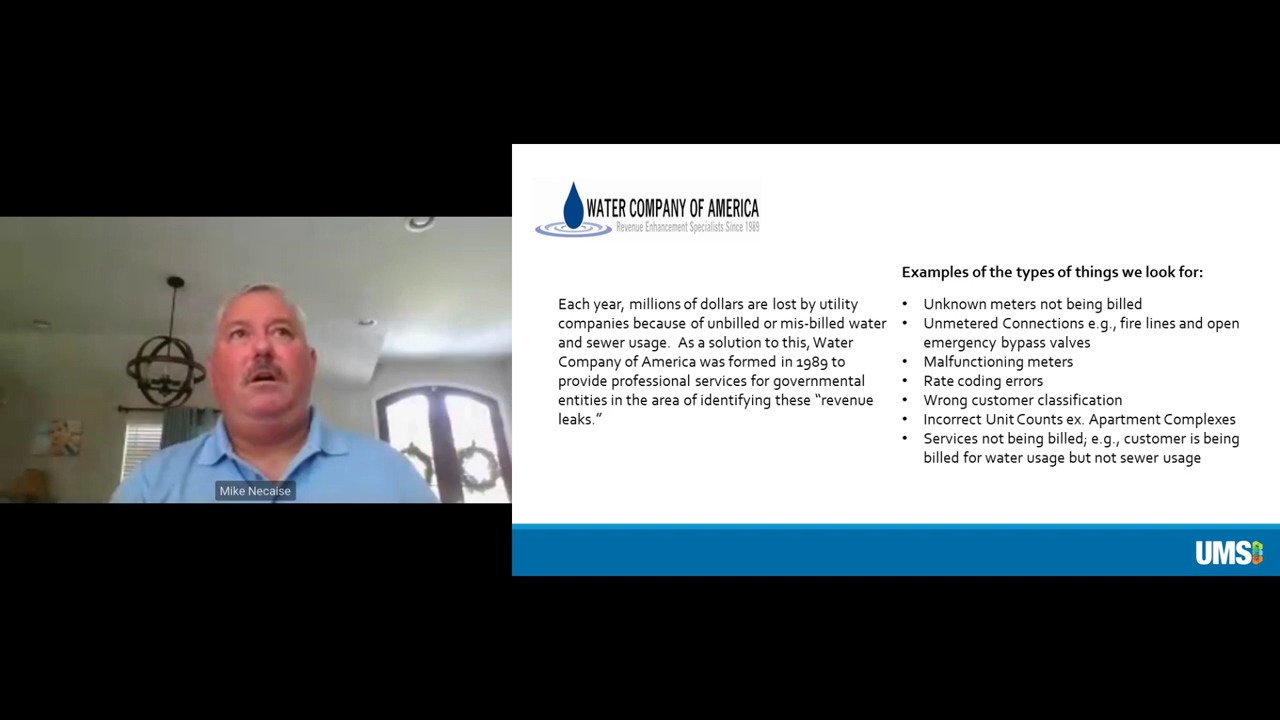 WATER COMPANY OF AMERICA
Revenue Enhancement Specialists Since 1989
Each year, millions of dollars are lost by utility
companies because of unbilled or mis-billed water
and sewer usage.  As a solution to this, Water
Company of America was formed in 1989 to
provide professional services for governmental
entities in the area of identifying these “revenue
leaks.”
Examples of the types of things we look for:
• Unknown meters not being billed
• Unmetered Connections e.g., fire lines and open
emergency bypass valves
• Malfunctioning meters
• Rate coding errors
• Wrong customer classification
• Incorrect Unit Counts ex. Apartment Complexes
• Services not being billed; e.g., customer is being
billed for water usage but not sewer usage
Mike Necaise
UMS